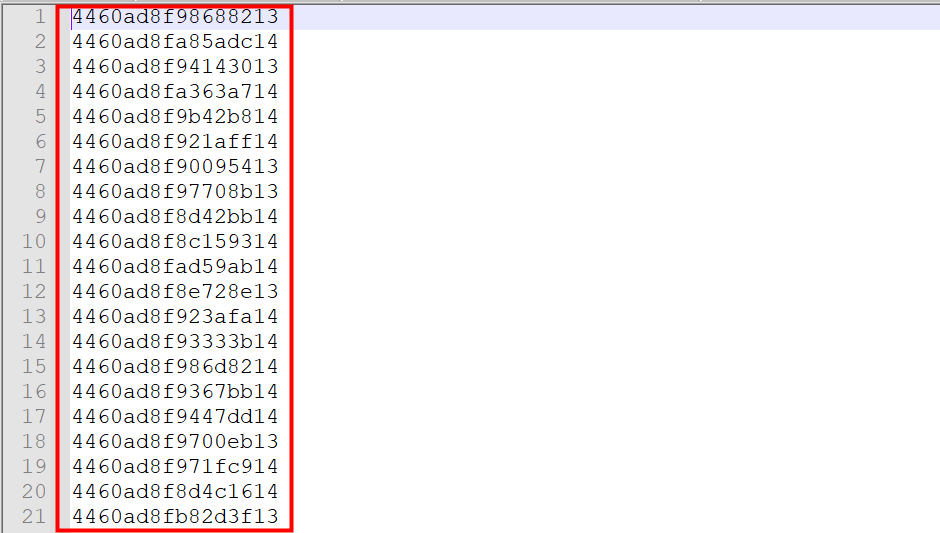 1 4460ad8f98688213
2 4460ad8fa85adc14
3 4460ad8f94143013
4 4460ad8fa363a714
5 4460ad8f9b42b814
6 4460ad8f921aff14
7 4460ad8f90095413
8 4460ad8f97708b13
9 4460ad8f8d42bb14
10 4460ad8f8c159314
11 4460ad8fad59ab14
12 4460ad8f8e728e13
13 4460ad8f923afa14
14 4460ad8f93333b14
15 4460ad8f986d8214
16 4460ad8f9367bb14
17 4460ad8f9447dd14
18 4460ad8f9700eb13
19 4460ad8f971fc914
20 4460ad8f8d4c1614
21 4460ad8fb82d3f13